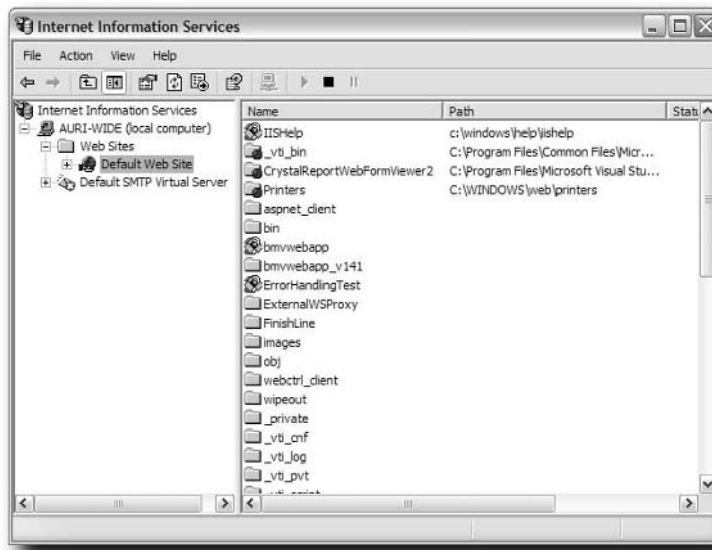 Internet Information Services
File Action View Help
Internet Information Services
AURI-WIDE (local computer)
Web Sites
Default Web Site
Default SMTP Virtual Server
Name Path Statu
IISHelp c:\windows\help\iishelp
_vti_bin C:\Program Files\Common Files\Micr...
CrystalReportWebFormViewer2 C:\Program Files\Microsoft Visual Stu...
Printers C:\WINDOWS\web\printers
aspnet_client
bin
bmvwebapp
bmvwebapp_v141
ErrorHandlingTest
ExternalWSProxy
FinishLine
images
obj
webctrl_client
wipeout
_private
_vti_cnf
_vti_log
_vti_pvt
_vti_script